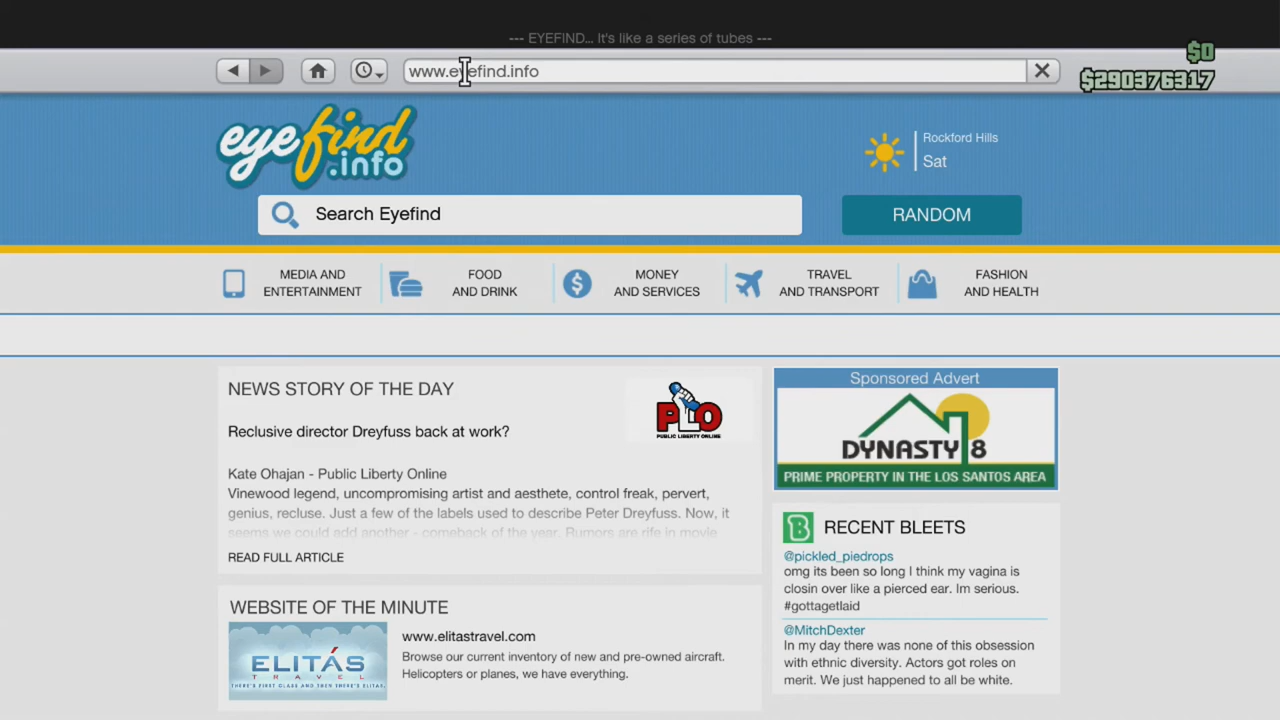 --- EYEFIND... It's like a series of tubes ---
$0
www.eyefind.info
$290376317
eyefind
.info
Rockford Hills
Sat
Search Eyefind
RANDOM
MEDIA AND
ENTERTAINMENT
FOOD
AND DRINK
MONEY
AND SERVICES
TRAVEL
AND TRANSPORT
FASHION
AND HEALTH
NEWS STORY OF THE DAY
PLO
PUBLIC LIBERTY ONLINE
Reclusive director Dreyfuss back at work?
Kate Ohajan - Public Liberty Online
Vinewood legend, uncompromising artist and aesthete, control freak, pervert,
genius, recluse. Just a few of the labels used to describe Peter Dreyfuss. Now, it
seems we could add another - comeback of the year. Rumors are rife in movie
READ FULL ARTICLE
WEBSITE OF THE MINUTE
ELITÁS
TRAVEL
THERE'S FIRST CLASS AND THEN THERE'S ELITAS.
www.elitastravel.com
Browse our current inventory of new and pre-owned aircraft.
Helicopters or planes, we have everything.
Sponsored Advert
DYNASTY 8
PRIME PROPERTY IN THE LOS SANTOS AREA
B
RECENT BLEETS
@pickled_piedrops
omg its been so long I think my vagina is
closin over like a pierced ear. Im serious.
#gottagetlaid
@MitchDexter
In my day there was none of this obsession
with ethnic diversity. Actors got roles on
merit. We just happened to all be white.